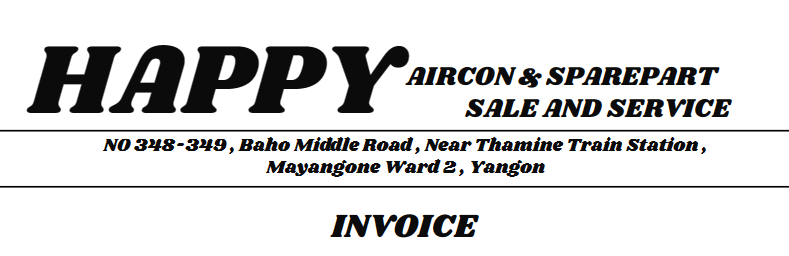 HAPPY AIRCON & SPAREPART
SALE AND SERVICE
NO 348-349 , Baho Middle Road , Near Thamine Train Station ,
Mayangone Ward 2 , Yangon
INVOICE